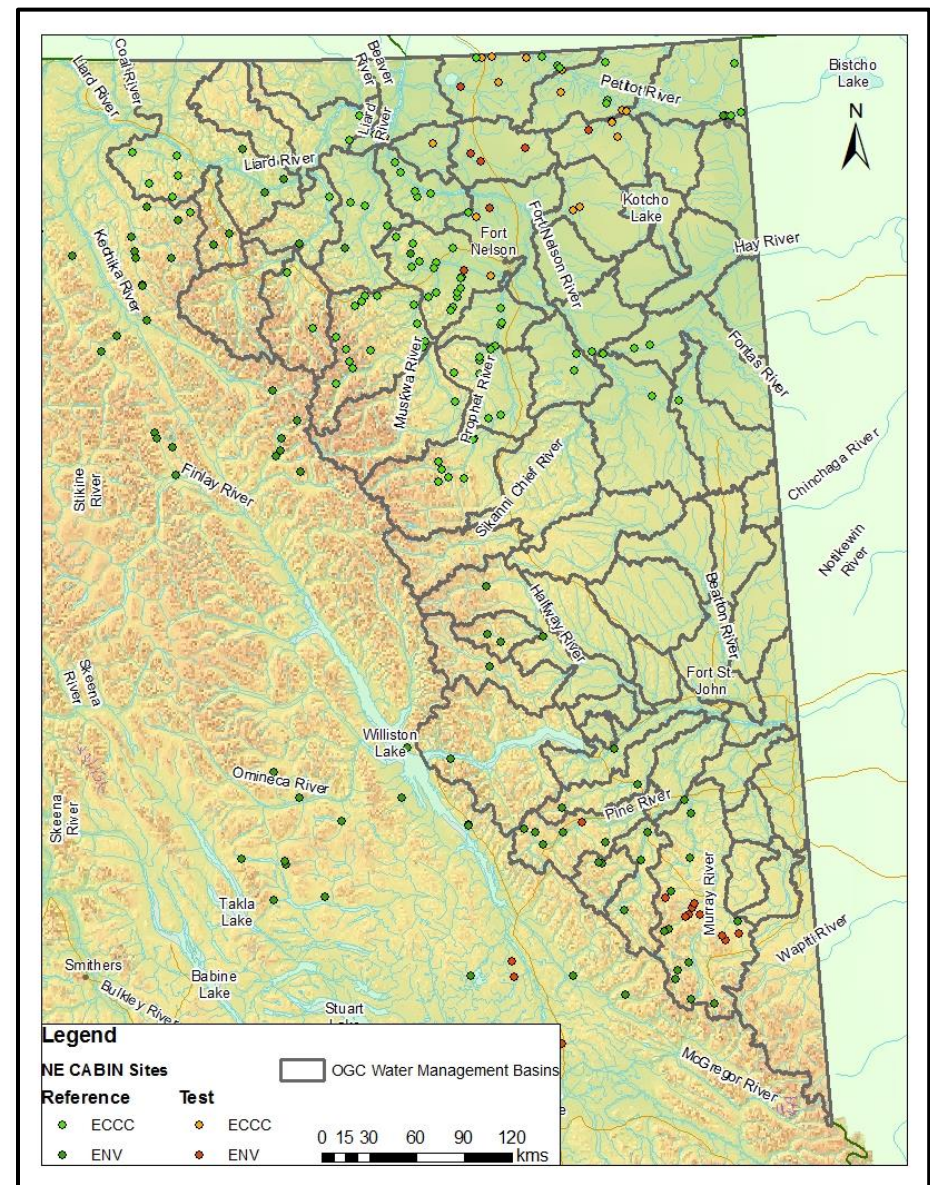 Coal River
Liard River
Beaver
River
Liard
River
Petitot River
Bistcho
Lake
N
Liard River
Kotcho
Lake
Fort
Nelson
Fort Nelson River
Hay River
Kechika River
Fontas River
Muskwa River
Prophet River
Stikine
River
Finlay River
Sikanni Chief River
Chinchaga River
Notikewin
River
Halfway River
Beatton River
Skeena
River
Fort St.
John
Williston
Lake
Omineca River
Skeena
River
Pine River
Murray River
Takla
Lake
Wapiti River
Smithers
Babine
Lake
Bulkley River
Stuart
McGregor River
Legend
NE CABIN Sites
OGC Water Management Basins
Reference Test
ECCC ECCC
ENV ENV
0 15 30 60 90 120
kms